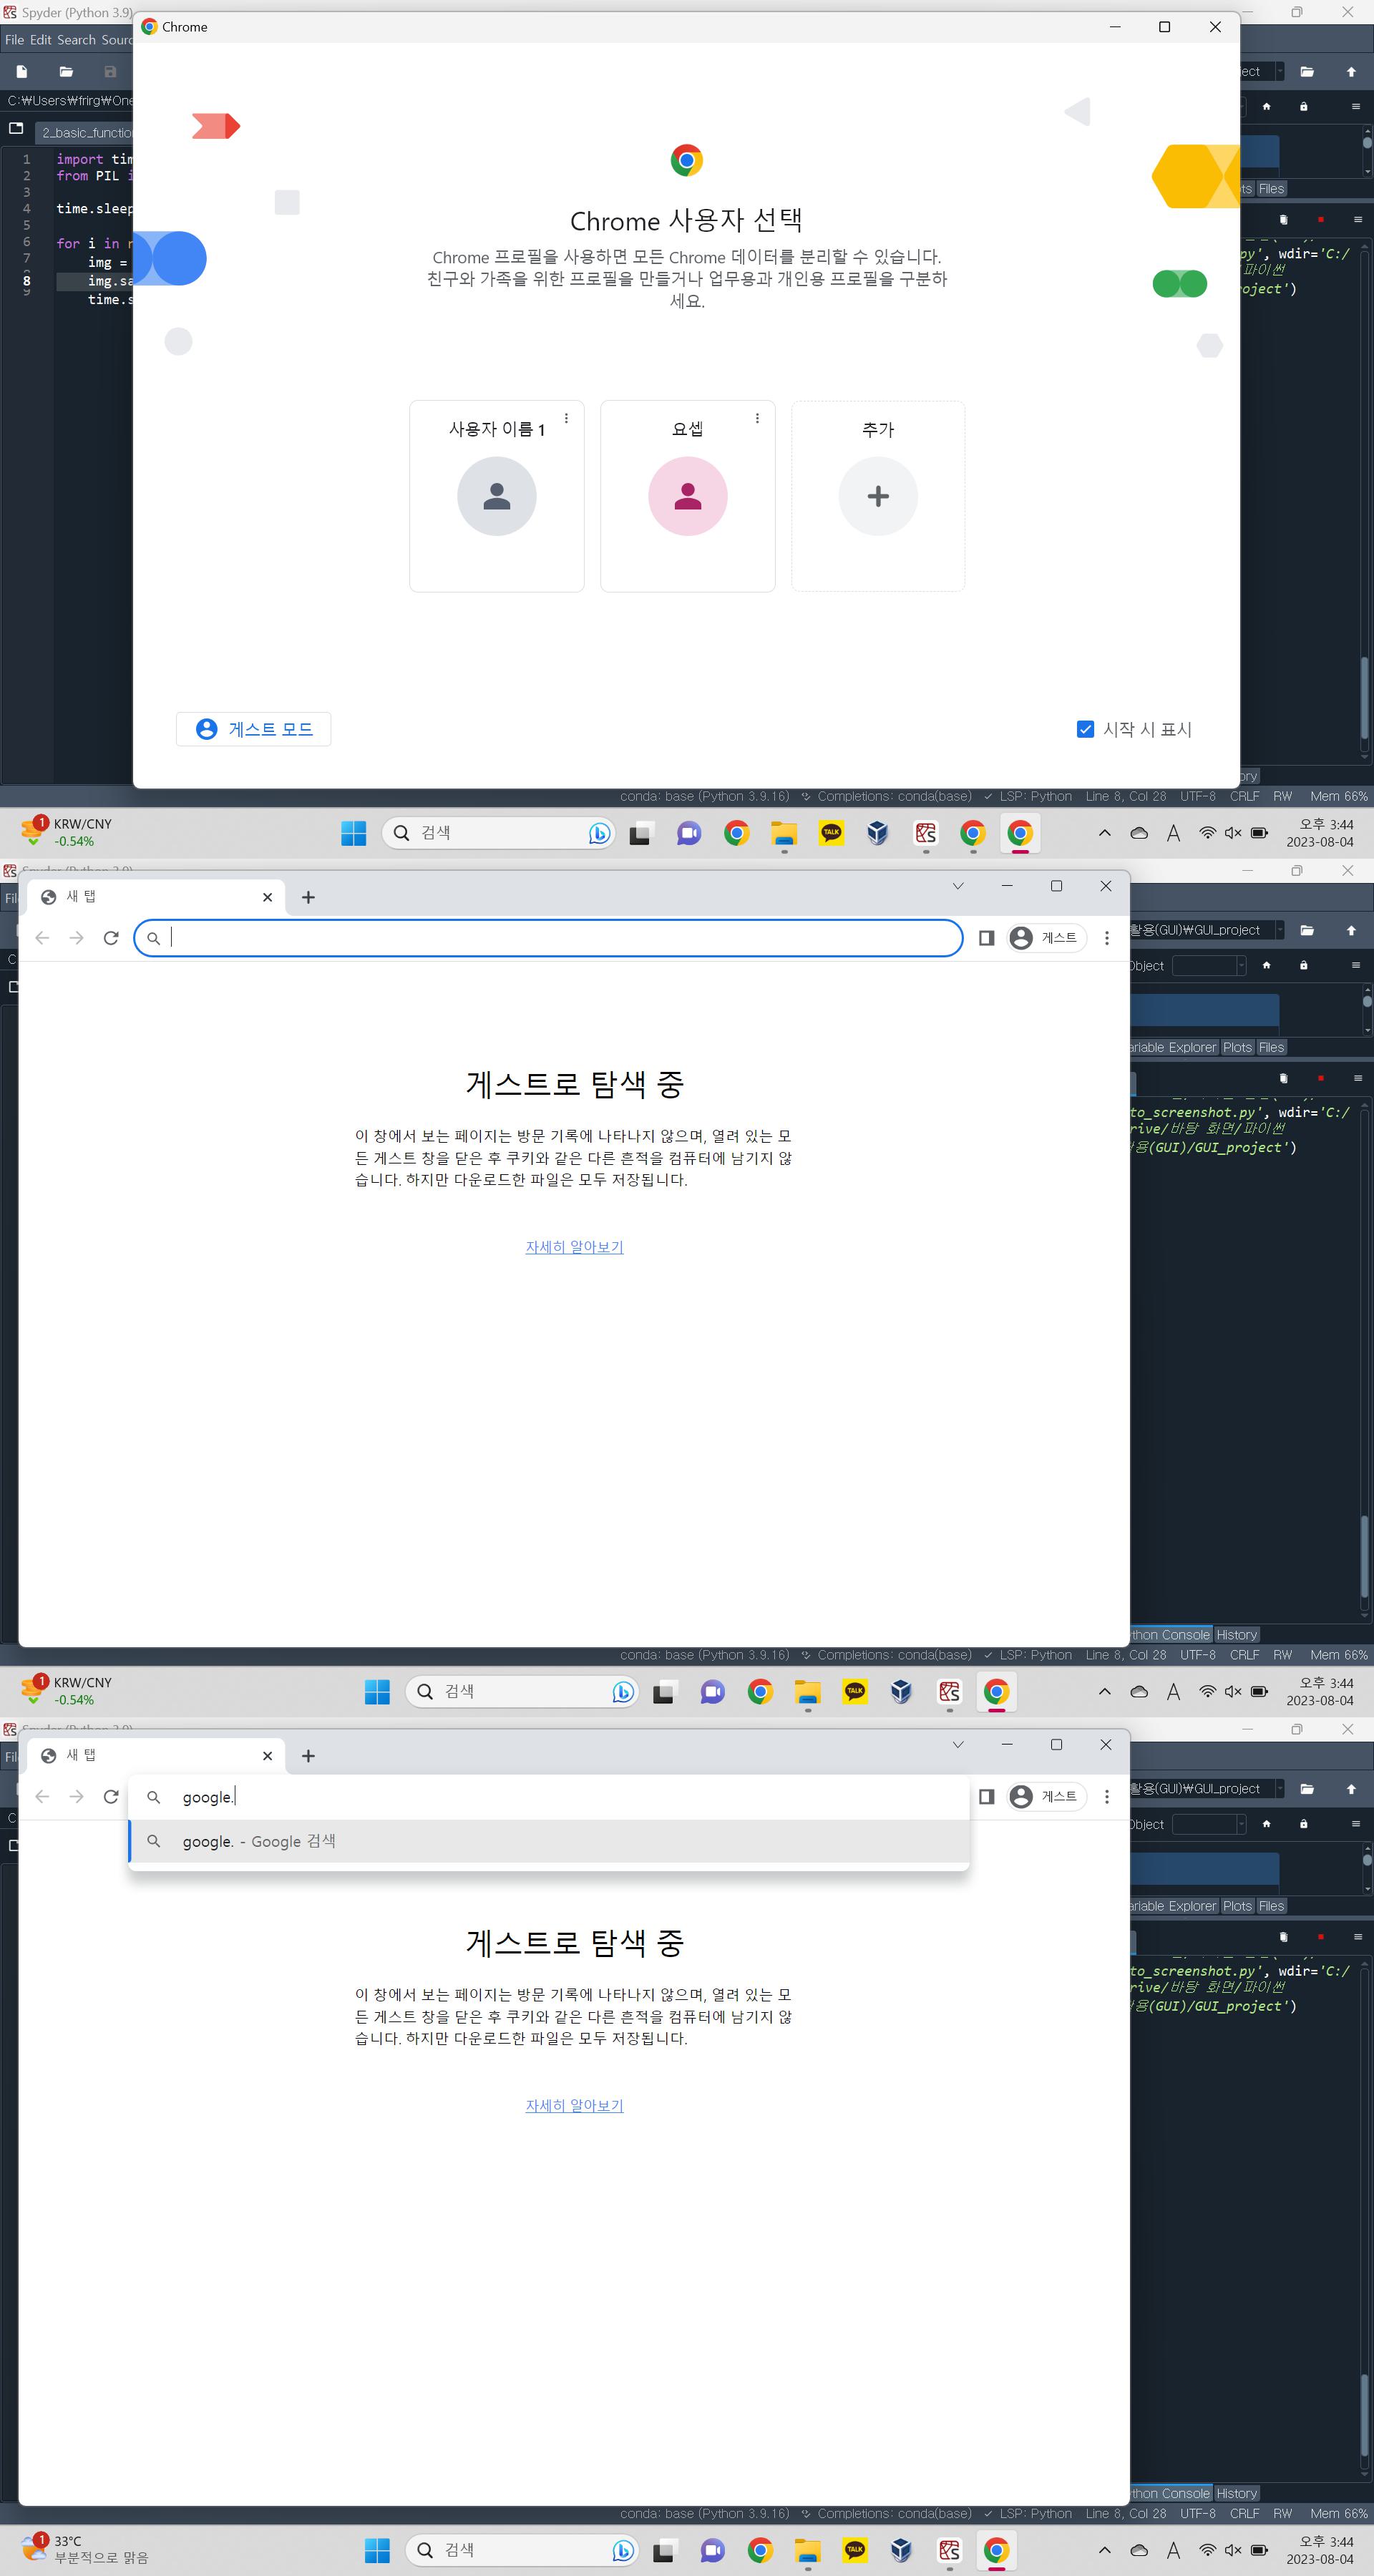 Spyder (Python 3.9)
Chrome
File Edit Search
C:₩Users₩frirg₩One
2_basic_function
1 import
2 from PIL
3
4 time.sleep
5
6 for i in
7 img =
8 img.
9 time.s
Chrome 사용자 선택
Chrome 프로필을 사용하면 모든 Chrome 데이터를 분리할 수 있습니다.
친구와 가족을 위한 프로필을 만들거나 업무용과 개인용 프로필을 구분하
세요.
사용자 이름 1
요셉
추가
게스트 모드
시작 시 표시
Files
py', wdir='C:/
파이썬
oject')
conda: base (Python 3.9.16) Completions: conda(base) LSP: Python Line 8, Col 28 UTF-8 CRLF RW Mem 66%
1 KRW/CNY
-0.54%
검색
TALK
오후 3:44
2023-08-04
새 탭
게스트
활용(GUI)₩GUI_project
Object
Variable Explorer Plots Files
게스트로 탐색 중
이 창에서 보는 페이지는 방문 기록에 나타나지 않으며, 열려 있는 모
든 게스트 창을 닫은 후 쿠키와 같은 다른 흔적을 컴퓨터에 남기지 않
습니다. 하지만 다운로드한 파일은 모두 저장됩니다.
자세히 알아보기
to_screenshot.py', wdir='C:/
rive/바탕 화면/파이썬
용(GUI)/GUI_project')
thon Console History
conda: base (Python 3.9.16) Completions: conda(base) LSP: Python Line 8, Col 28 UTF-8 CRLF RW Mem 66%
1 KRW/CNY
-0.54%
검색
TALK
오후 3:44
2023-08-04
새 탭
google.
google. - Google 검색
게스트
활용(GUI)₩GUI_project
Object
Variable Explorer Plots Files
게스트로 탐색 중
이 창에서 보는 페이지는 방문 기록에 나타나지 않으며, 열려 있는 모
든 게스트 창을 닫은 후 쿠키와 같은 다른 흔적을 컴퓨터에 남기지 않
습니다. 하지만 다운로드한 파일은 모두 저장됩니다.
자세히 알아보기
to_screenshot.py', wdir='C:/
rive/바탕 화면/파이썬
용(GUI)/GUI_project')
thon Console History
conda: base (Python 3.9.16) Completions: conda(base) LSP: Python Line 8, Col 28 UTF-8 CRLF RW Mem 66%
1 33°C
부분적으로 맑음
검색
TALK
오후 3:44
2023-08-04